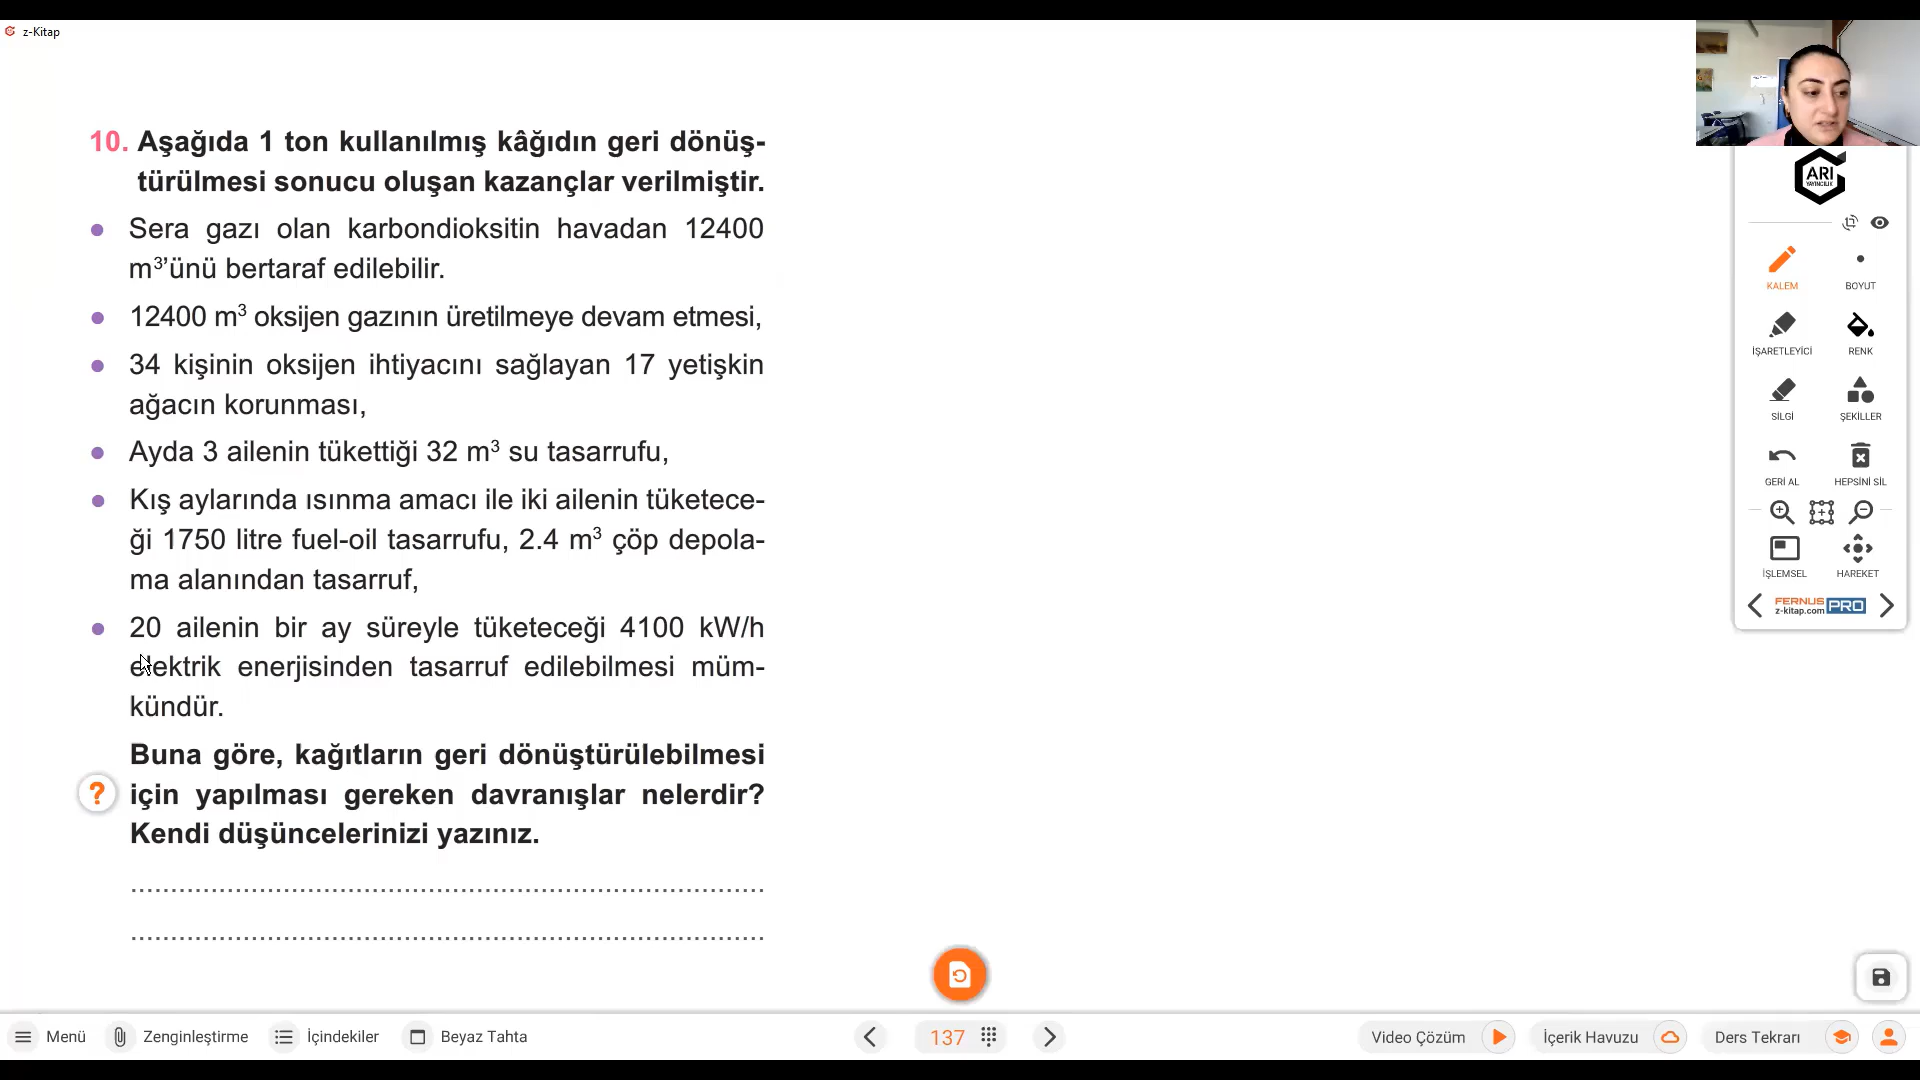 z-Kitap
10. Aşağıda 1 ton kullanılmış kâğıdın geri dönüş-
türülmesi sonucu oluşan kazançlar verilmiştir.
• Sera gazı olan karbondioksitin havadan 12400
m³’ünü bertaraf edilebilir.
• 12400 m³ oksijen gazının üretilmeye devam etmesi,
• 34 kişinin oksijen ihtiyacını sağlayan 17 yetişkin
ağacın korunması,
• Ayda 3 ailenin tükettiği 32 m³ su tasarrufu,
• Kış aylarında ısınma amacı ile iki ailenin tüketece-
ği 1750 litre fuel-oil tasarrufu, 2.4 m³ çöp depola-
ma alanından tasarruf,
• 20 ailenin bir ay süreyle tüketeceği 4100 kW/h
elektrik enerjisinden tasarruf edilebilmesi müm-
kündür.
Buna göre, kağıtların geri dönüştürülebilmesi
? için yapılması gereken davranışlar nelerdir?
Kendi düşüncelerinizi yazınız.
ARI
YAYINCILIK
KALEM BOYUT
İŞARETLEYİCİ RENK
SİLGİ ŞEKİLLER
GERİ AL HEPSİNİ SİL
İŞLEMSEL HAREKET
FERNUS
z-kitap.com PRO
Menü Zenginleştirme İçindekiler Beyaz Tahta 137 Video Çözüm İçerik Havuzu Ders Tekrarı